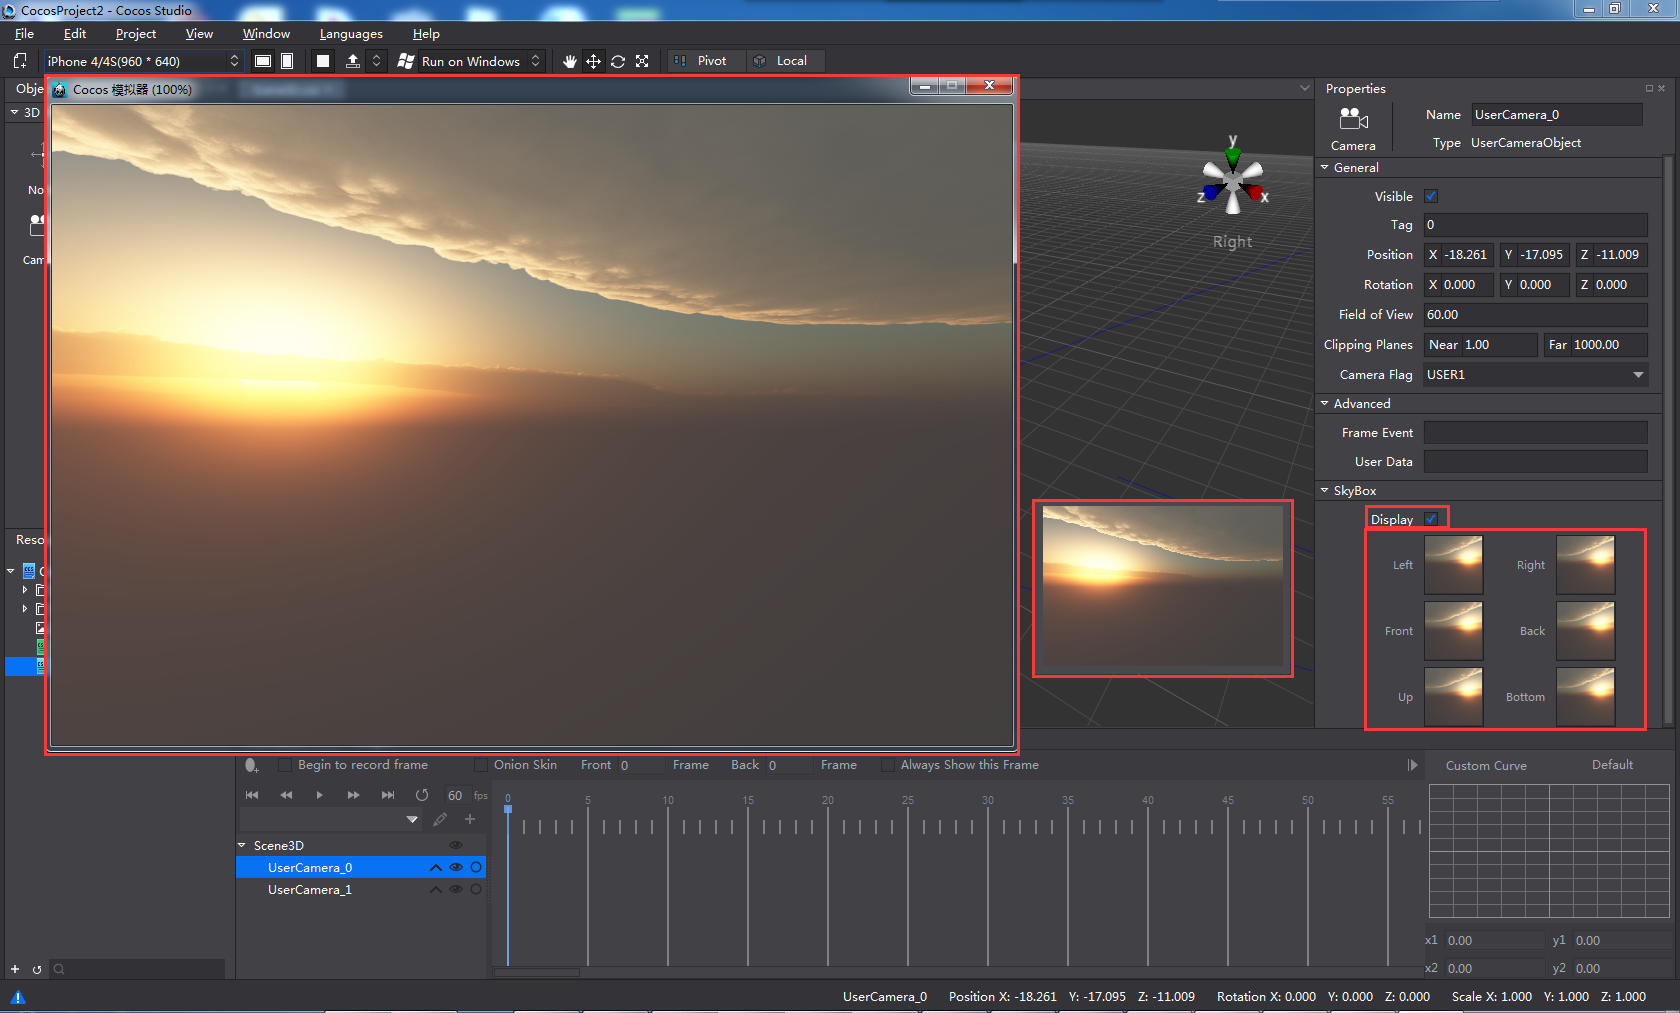 CocosProject2 - Cocos Studio
File Edit Project View Window Languages Help
iPhone 4/4S(960 * 640) Run on Windows Pivot Local
Obje
Cocos 模拟器 (100%)
3D
No
Cam
Reso
y
z
x
Right
Properties
Camera
Name UserCamera_0
Type UserCameraObject
General
Visible
Tag 0
Position X -18.261 Y -17.095 Z -11.009
Rotation X 0.000 Y 0.000 Z 0.000
Field of View 60.00
Clipping Planes Near 1.00 Far 1000.00
Camera Flag USER1
Advanced
Frame Event
User Data
SkyBox
Display
Left Right
Front Back
Up Bottom
Begin to record frame Onion Skin Front 0 Frame Back 0 Frame Always Show this Frame
Custom Curve Default
60 fps
0 5 10 15 20 25 30 35 40 45 50 55
Scene3D
UserCamera_0
UserCamera_1
x1 0.00 y1 0.00
x2 0.00 y2 0.00
UserCamera_0 Position X: -18.261 Y: -17.095 Z: -11.009 Rotation X: 0.000 Y: 0.000 Z: 0.000 Scale X: 1.000 Y: 1.000 Z: 1.000